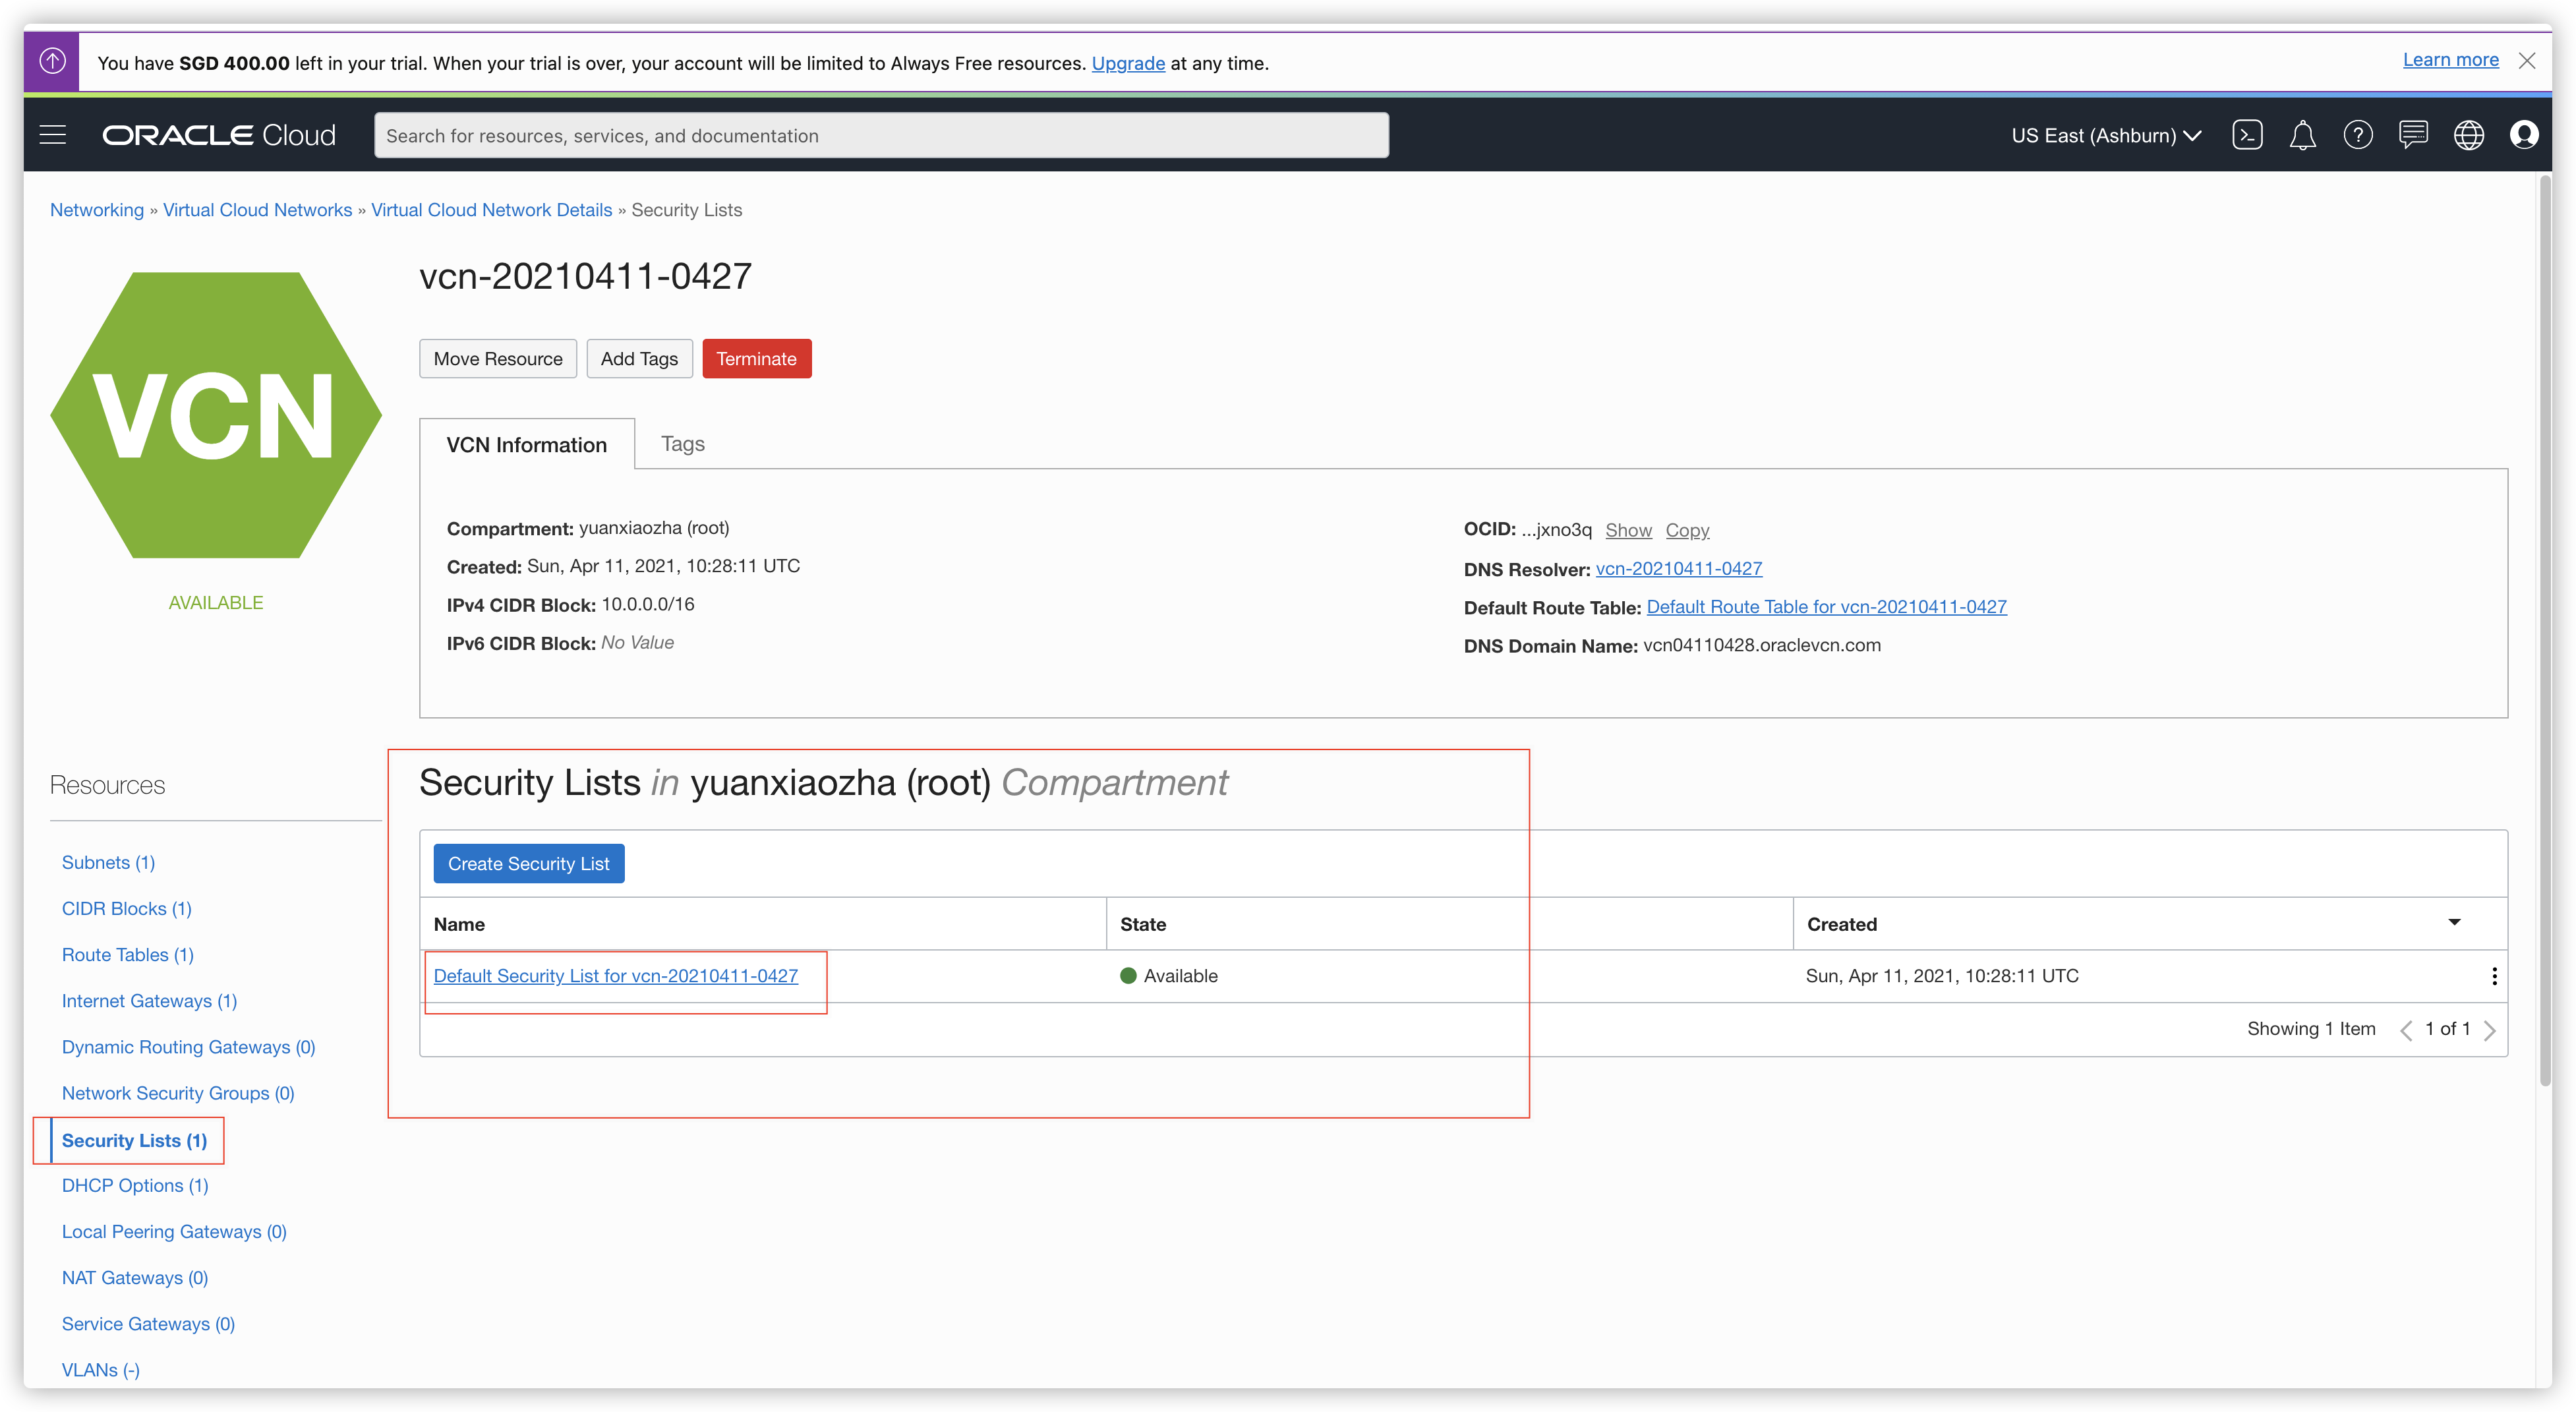 You have SGD 400.00 left in your trial. When your trial is over, your account will be limited to Always Free resources. Upgrade at any time.
Learn more
ORACLE Cloud
Search for resources, services, and documentation
US East (Ashburn)
Networking » Virtual Cloud Networks » Virtual Cloud Network Details » Security Lists
VCN
AVAILABLE
vcn-20210411-0427
Move Resource
Add Tags
Terminate
VCN Information
Tags
Compartment: yuanxiaozha (root)
Created: Sun, Apr 11, 2021, 10:28:11 UTC
IPv4 CIDR Block: 10.0.0.0/16
IPv6 CIDR Block: No Value
OCID: ...jxno3q Show Copy
DNS Resolver: vcn-20210411-0427
Default Route Table: Default Route Table for vcn-20210411-0427
DNS Domain Name: vcn04110428.oraclevcn.com
Resources
Subnets (1)
CIDR Blocks (1)
Route Tables (1)
Internet Gateways (1)
Dynamic Routing Gateways (0)
Network Security Groups (0)
Security Lists (1)
DHCP Options (1)
Local Peering Gateways (0)
NAT Gateways (0)
Service Gateways (0)
VLANs (-)
Security Lists in yuanxiaozha (root) Compartment
Create Security List
Name
State
Created
Default Security List for vcn-20210411-0427
Available
Sun, Apr 11, 2021, 10:28:11 UTC
Showing 1 Item
1 of 1